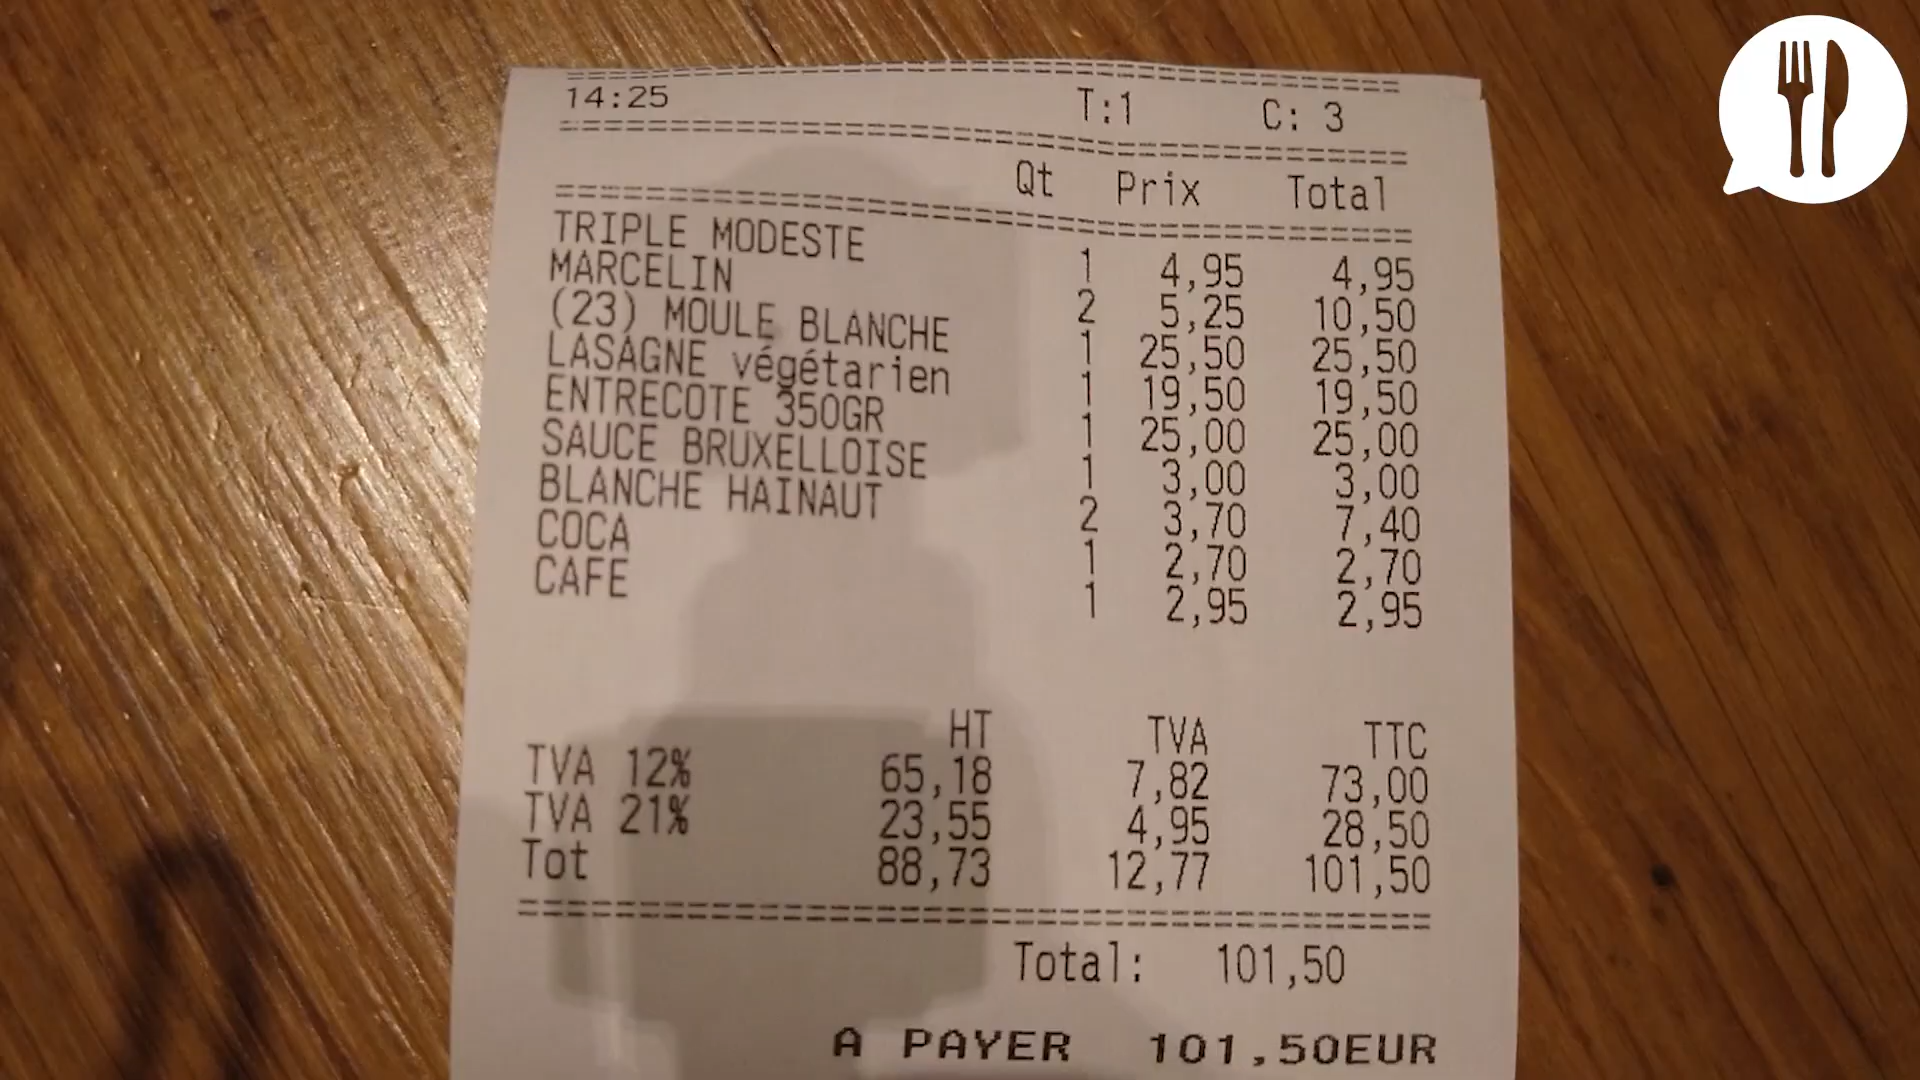 14:25 T:1 C: 3
Qt Prix Total
TRIPLE MODESTE 1 4,95 4,95
MARCELIN 2 5,25 10,50
(23) MOULE BLANCHE 1 25,50 25,50
LASAGNE végétarien 1 19,50 19,50
ENTRECOTE 350GR 1 25,00 25,00
SAUCE BRUXELLOISE 1 3,00 3,00
BLANCHE HAINAUT 2 3,70 7,40
COCA 1 2,70 2,70
CAFE 1 2,95 2,95
HT TVA TTC
TVA 12% 65,18 7,82 73,00
TVA 21% 23,55 4,95 28,50
Tot 88,73 12,77 101,50
Total: 101,50
A PAYER 101,50EUR